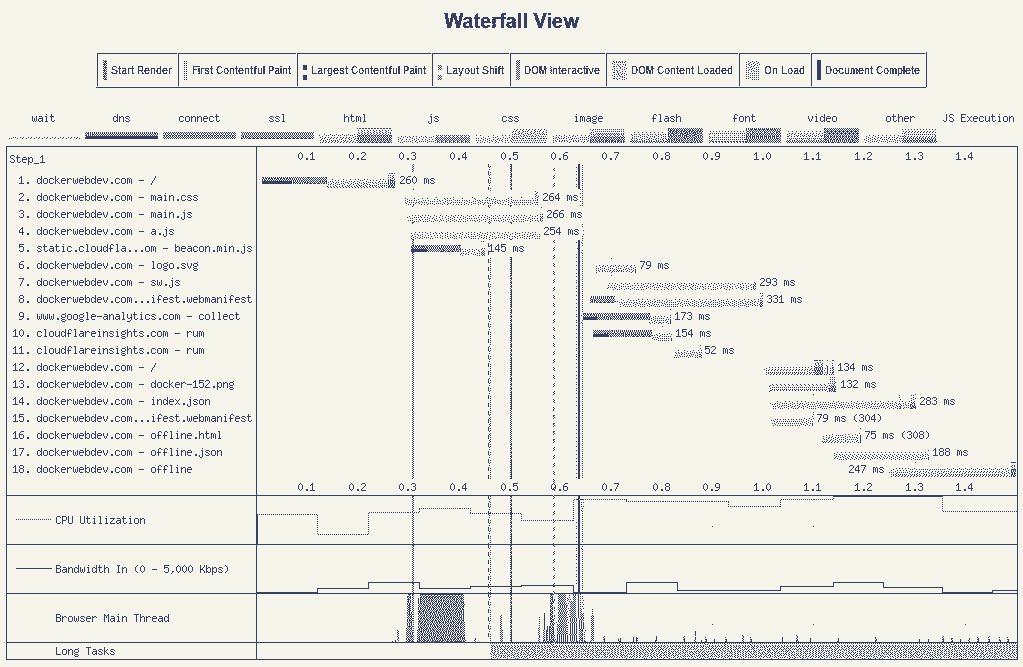 Waterfall View
Start Render First Contentful Paint Largest Contentful Paint Layout Shift DOM Interactive DOM Content Loaded On Load Document Complete
wait dns connect ssl html js css image flash font video other JS Execution
Step_1 0.1 0.2 0.3 0.4 0.5 0.6 0.7 0.8 0.9 1.0 1.1 1.2 1.3 1.4
1. dockerwebdev.com - / 260 ms
2. dockerwebdev.com - main.css 264 ms
3. dockerwebdev.com - main.js 266 ms
4. dockerwebdev.com - a.js 254 ms
5. static.cloudfla...om - beacon.min.js 145 ms
6. dockerwebdev.com - logo.svg 79 ms
7. dockerwebdev.com - sw.js 293 ms
8. dockerwebdev.com...ifest.webmanifest 331 ms
9. www.google-analytics.com - collect 173 ms
10. cloudflareinsights.com - rum 154 ms
11. cloudflareinsights.com - rum 52 ms
12. dockerwebdev.com - / 134 ms
13. dockerwebdev.com - docker-152.png 132 ms
14. dockerwebdev.com - index.json 283 ms
15. dockerwebdev.com...ifest.webmanifest 79 ms (304)
16. dockerwebdev.com - offline.html 75 ms (308)
17. dockerwebdev.com - offline.json 188 ms
18. dockerwebdev.com - offline 247 ms
0.1 0.2 0.3 0.4 0.5 0.6 0.7 0.8 0.9 1.0 1.1 1.2 1.3 1.4
CPU Utilization
Bandwidth In (0 - 5,000 Kbps)
Browser Main Thread
Long Tasks